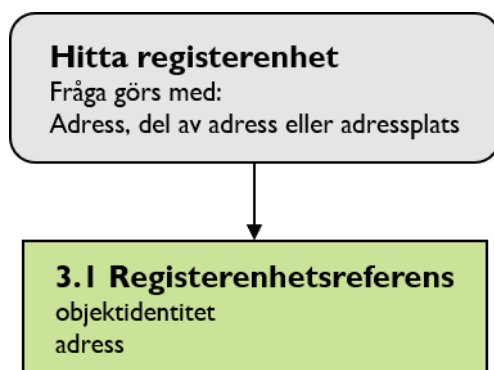 Hitta registerenhet
Fråga görs med:
Adress, del av adress eller adressplats
3.1 Registerenhetsreferens
objektidentitet
adress